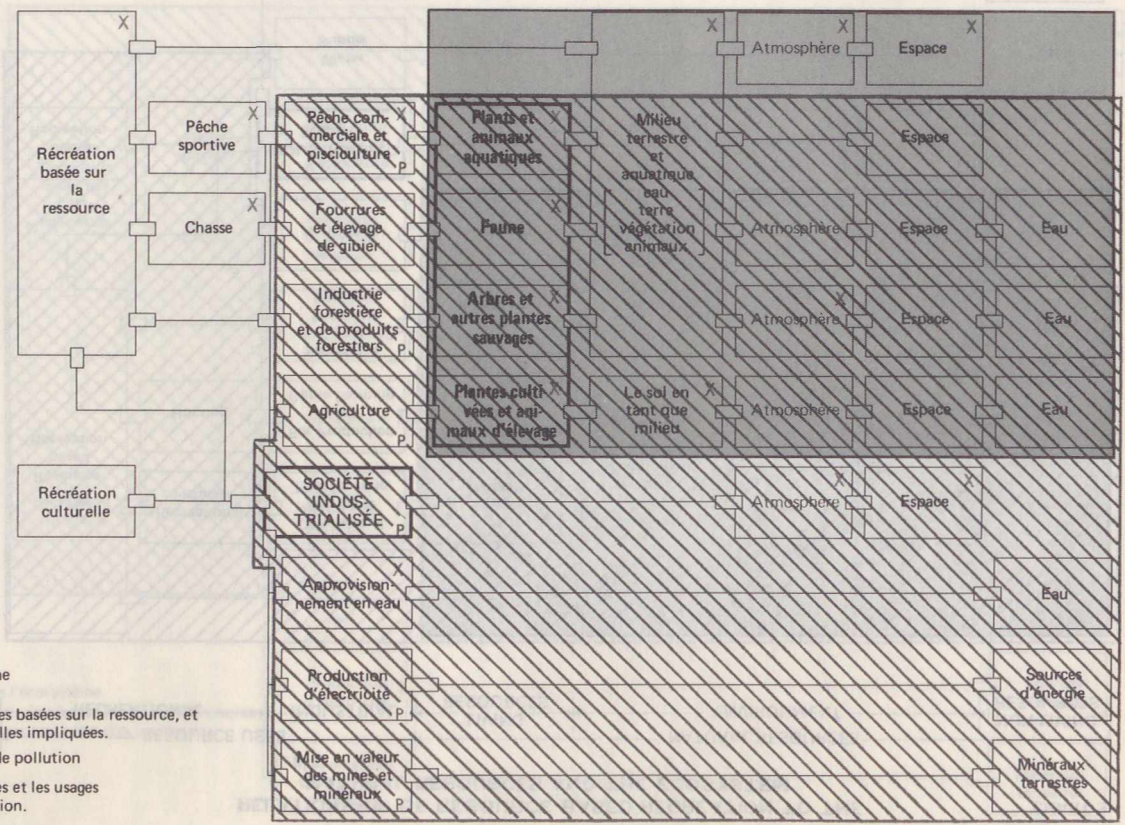 X
X
Atmosphère
X
Espace
Récréation
basée sur
la
ressource
X
Pêche
sportive
X
Pêche com-
merciale et
pisciculture
P
X
Plants et
animaux
aquatiques
Milieu
terrestre
et
aquatique
eau
terre
végétation
animaux
Espace
X
Chasse
Fourrures
et élevage
de gibier
X
Faune
Atmosphère
Espace
Eau
Industrie
forestière
et de produits
forestiers
P
X
Arbres et
autres plantes
sauvages
X
Atmosphère
Espace
Eau
Agriculture
P
X
Plantes culti
vées et ani-
maux d'élevage
X
Le sol en
tant que
milieu
Atmosphère
Espace
Eau
Récréation
culturelle
SOCIÉTÉ
INDUS-
TRIALISÉE
P
X
Atmosphère
X
Espace
X
Approvision-
nement en eau
Eau
Production
d'électricite
P
Sources
d'énergie
Mise en valeur
des mines et
minéraux
P
Minéraux
terrestres
ne
es basées sur la ressource, et
elles impliquées.
de pollution
es et les usages
tion.